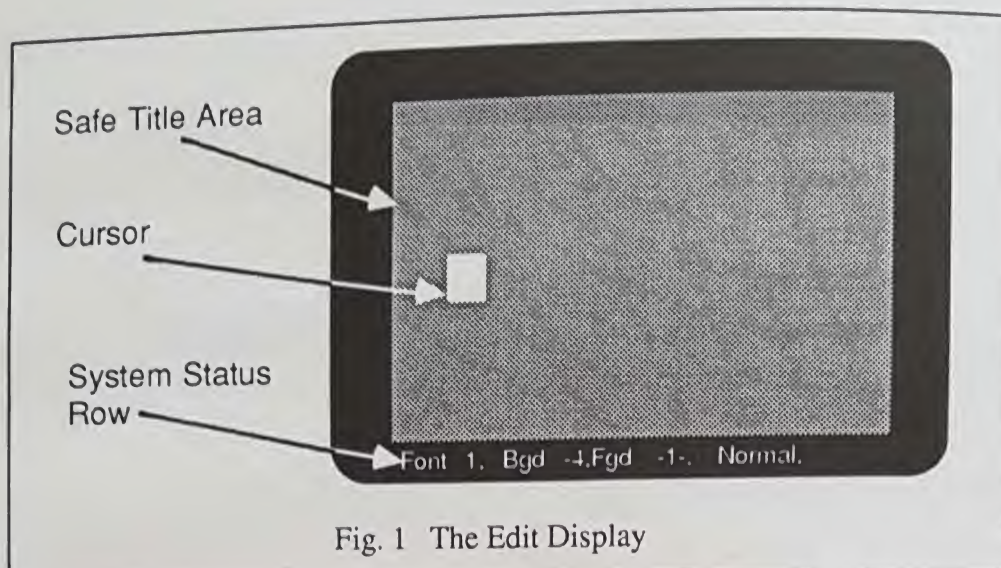 Safe Title Area
Cursor
System Status
Row
Font 1. Bgd -4.Fgd -1-. Normal.
Fig. 1 The Edit Display